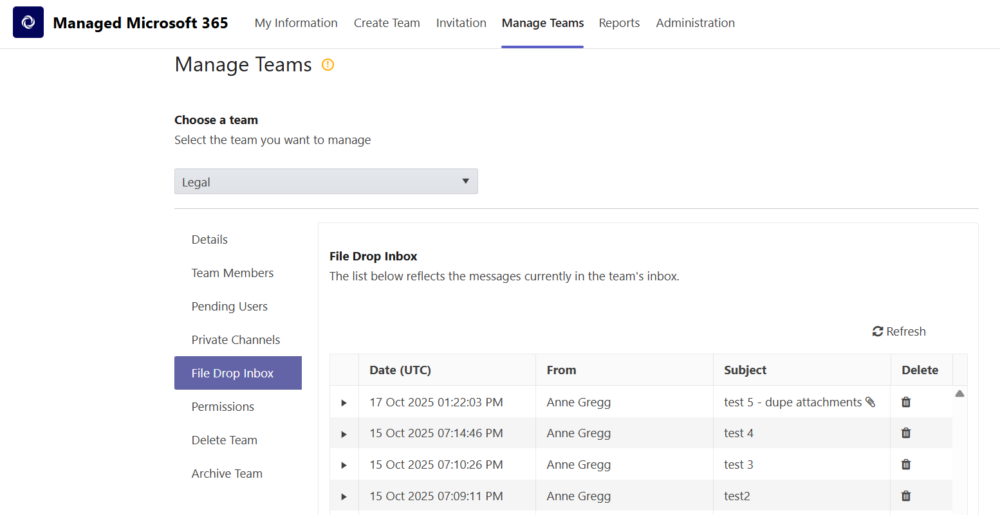 Managed Microsoft 365 My Information Create Team Invitation Manage Teams Reports Administration
Manage Teams
Choose a team
Select the team you want to manage
Legal
Details
Team Members
Pending Users
Private Channels
File Drop Inbox
Permissions
Delete Team
Archive Team
File Drop Inbox
The list below reflects the messages currently in the team's inbox.
Refresh
Date (UTC) From Subject Delete
17 Oct 2025 01:22:03 PM Anne Gregg test 5 - dupe attachments
15 Oct 2025 07:14:46 PM Anne Gregg test 4
15 Oct 2025 07:10:26 PM Anne Gregg test 3
15 Oct 2025 07:09:11 PM Anne Gregg test2